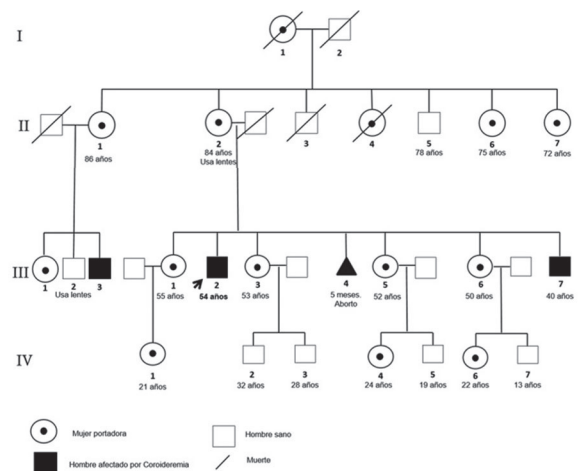 I
1 2
II
1 2 3 4 5 6 7
86 años 84 años 78 años 75 años 72 años
Usa lentes
III
1 2 3 1 2 3 4 5 6 7
Usa lentes 55 años 54 años 53 años 5 meses. 52 años 50 años 40 años
Aborto
IV
1 2 3 4 5 6 7
21 años 32 años 28 años 24 años 19 años 22 años 13 años
Mujer portadora Hombre sano
Hombre afectado por Coroideremia Muerte